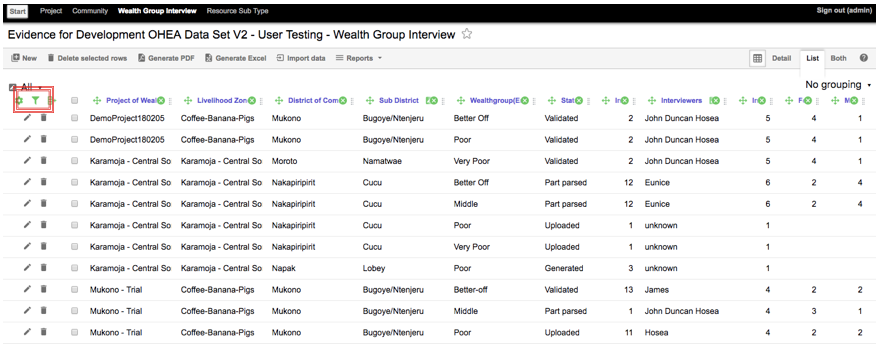 Start Project Community Wealth Group Interview Resource Sub Type Sign out (admin)
Evidence for Development OHEA Data Set V2 - User Testing - Wealth Group Interview
New Delete selected rows Generate PDF Generate Excel Import data Reports Detail List Both
All No grouping
Project of Weal Livelihood Zon District of Com Sub District Wealthgroup(E Stat In Interviewers In F M
DemoProject180205 Coffee-Banana-Pigs Mukono Bugoye/Ntenjeru Better Off Validated 2 John Duncan Hosea 5 4 1
DemoProject180205 Coffee-Banana-Pigs Mukono Bugoye/Ntenjeru Poor Validated 2 John Duncan Hosea 5 4 1
Karamoja - Central So Karamoja - Central So Moroto Namatwae Very Poor Validated 2 John Duncan Hosea 5 4 1
Karamoja - Central So Karamoja - Central So Nakapiripirit Cucu Better Off Part parsed 12 Eunice 6 2 4
Karamoja - Central So Karamoja - Central So Nakapiripirit Cucu Middle Part parsed 12 Eunice 6 2 4
Karamoja - Central So Karamoja - Central So Nakapiripirit Cucu Poor Uploaded 1 unknown 1
Karamoja - Central So Karamoja - Central So Nakapiripirit Cucu Very Poor Uploaded 1 unknown 1
Karamoja - Central So Karamoja - Central So Napak Lobey Poor Generated 3 unknown 1
Mukono - Trial Coffee-Banana-Pigs Mukono Bugoye/Ntenjeru Better-off Validated 13 James 4 2 2
Mukono - Trial Coffee-Banana-Pigs Mukono Bugoye/Ntenjeru Middle Part parsed 1 John Duncan Hosea 4 3 1
Mukono - Trial Coffee-Banana-Pigs Mukono Bugoye/Ntenjeru Poor Uploaded 11 Hosea 4 2 2